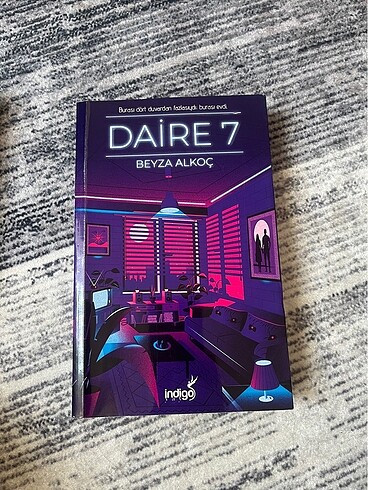 Burası dört duvardan fazlasıydı: burası evdi.
DAİRE 7
BEYZA ALKOÇ
indigo